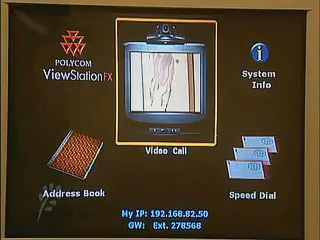 POLYCOM
ViewStation FX
System
Info
Video Call
Address Book
Speed Dial
My IP: 192.168.82.50
GW: Ext. 278568